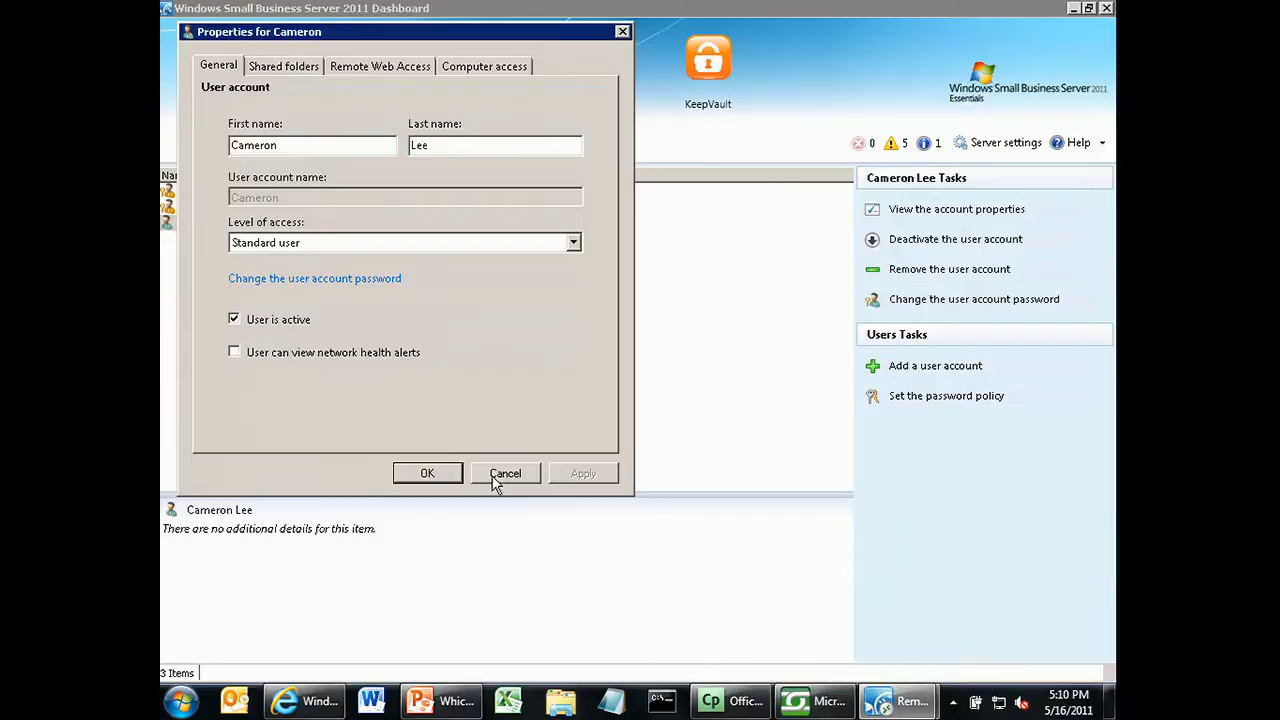 Windows Small Business Server 2011 Dashboard
Properties for Cameron
General
Shared folders
Remote Web Access
Computer access
User account
First name:
Last name:
Cameron
Lee
User account name:
Cameron
Level of access:
Standard user
Change the user account password
User is active
User can view network health alerts
OK
Cancel
Apply
KeepVault
Windows Small Business Server 2011
Essentials
0
5
1
Server settings
Help
Na
Cameron Lee Tasks
View the account properties
Deactivate the user account
Remove the user account
Change the user account password
Users Tasks
Add a user account
Set the password policy
Cameron Lee
There are no additional details for this item.
3 Items
Wind...
Whic...
Cp
Offic...
Micr...
Rem...
5:10 PM
5/16/2011